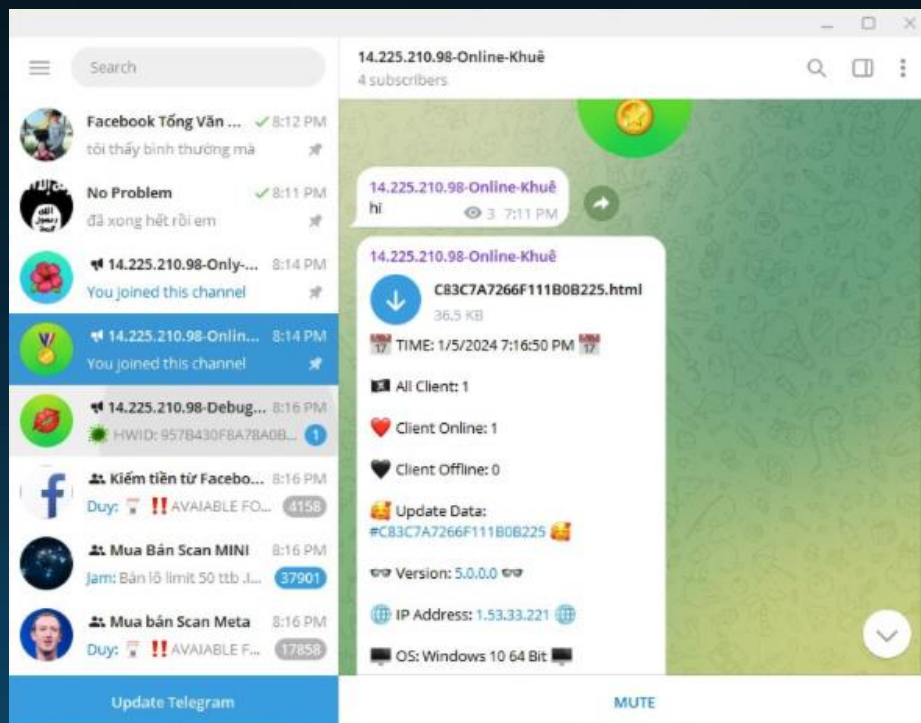 Search
Facebook Tổng Văn ... 8:12 PM
tôi thấy bình thường mà
No Problem 8:11 PM
đã xong hết rồi em
14.225.210.98-Only-... 8:14 PM
You joined this channel
14.225.210.98-Onlin... 8:14 PM
You joined this channel
14.225.210.98-Debug... 8:16 PM
HWID: 957B430F8A78A0B... 1
Kiếm tiền từ Facebo... 8:16 PM
Duy: ‼️ AVAIABLE FO... 4158
Mua Bán Scan MINI 8:16 PM
Jam: Bán lô limit 50 ttb .I... 37901
Mua bán Scan Meta 8:16 PM
Duy: ‼️ AVAIABLE F... 17858
Update Telegram
14.225.210.98-Online-Khuê
4 subscribers
14.225.210.98-Online-Khuê
hi 3 7:11 PM
14.225.210.98-Online-Khuê
C83C7A7266F111B0B225.html
36,5 KB
📅 TIME: 1/5/2024 7:16:50 PM 📅
🏴‍☠️ All Client: 1
❤️ Client Online: 1
🖤 Client Offline: 0
🥰 Update Data:
#C83C7A7266F111B0B225 🥰
👓 Version: 5.0.0.0 👓
🌐 IP Address: 1.53.33.221 🌐
🖥️ OS: Windows 10 64 Bit 🖥️
MUTE